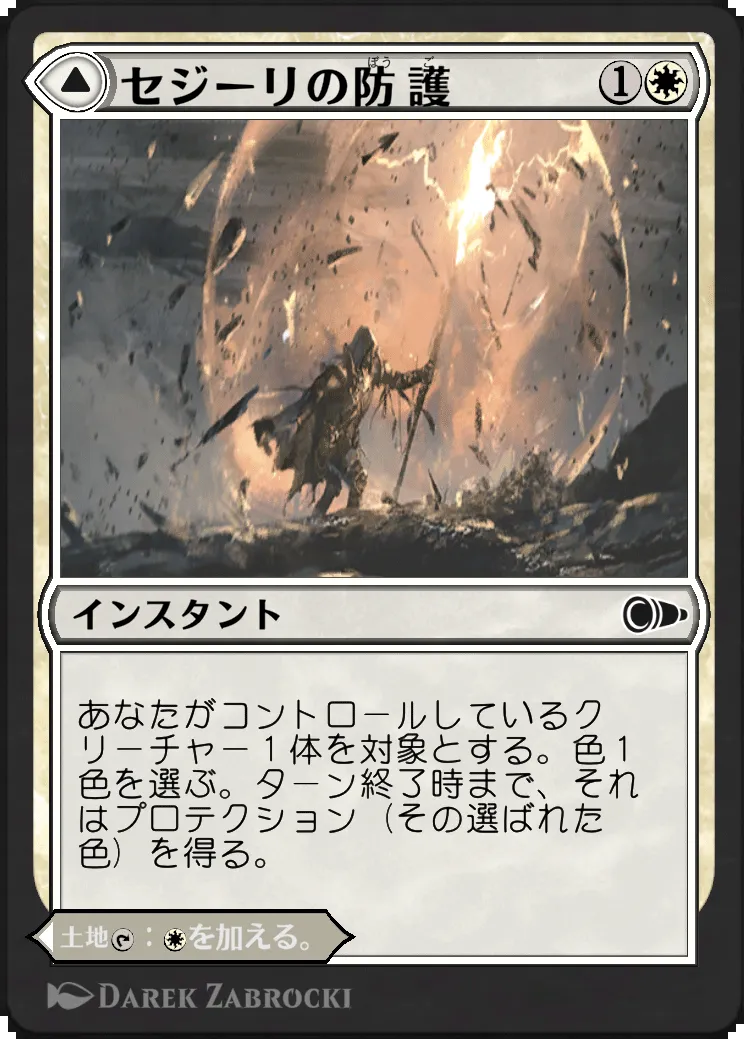 セジーリの防護
ぼう ご
1
インスタント
あなたがコントロールしているク
リーチャー１体を対象とする。色１
色を選ぶ。ターン終了時まで、それ
はプロテクション（その選ばれた
色）を得る。
土地 : を加える。
DAREK ZABROCKI